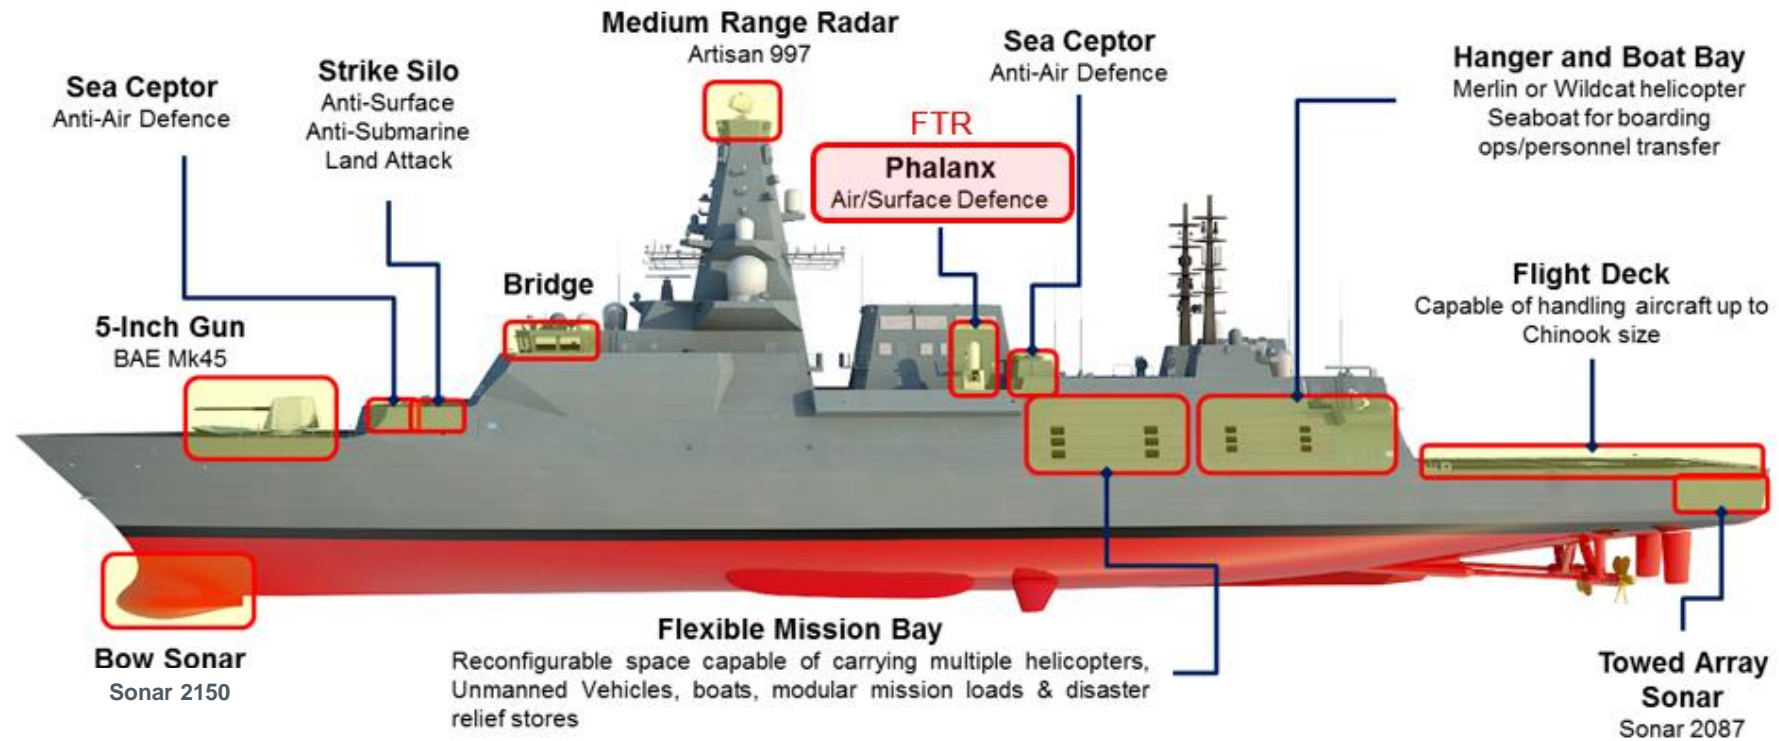 Medium Range Radar
Artisan 997
Sea Ceptor
Anti-Air Defence
Hanger and Boat Bay
Merlin or Wildcat helicopter
Seaboat for boarding
ops/personnel transfer
Strike Silo
Anti-Surface
Anti-Submarine
Land Attack
Sea Ceptor
Anti-Air Defence
FTR
Phalanx
Air/Surface Defence
Bridge
Flight Deck
Capable of handling aircraft up to
Chinook size
5-Inch Gun
BAE Mk45
Flexible Mission Bay
Reconfigurable space capable of carrying multiple helicopters,
Unmanned Vehicles, boats, modular mission loads & disaster
relief stores
Bow Sonar
Sonar 2150
Towed Array
Sonar
Sonar 2087